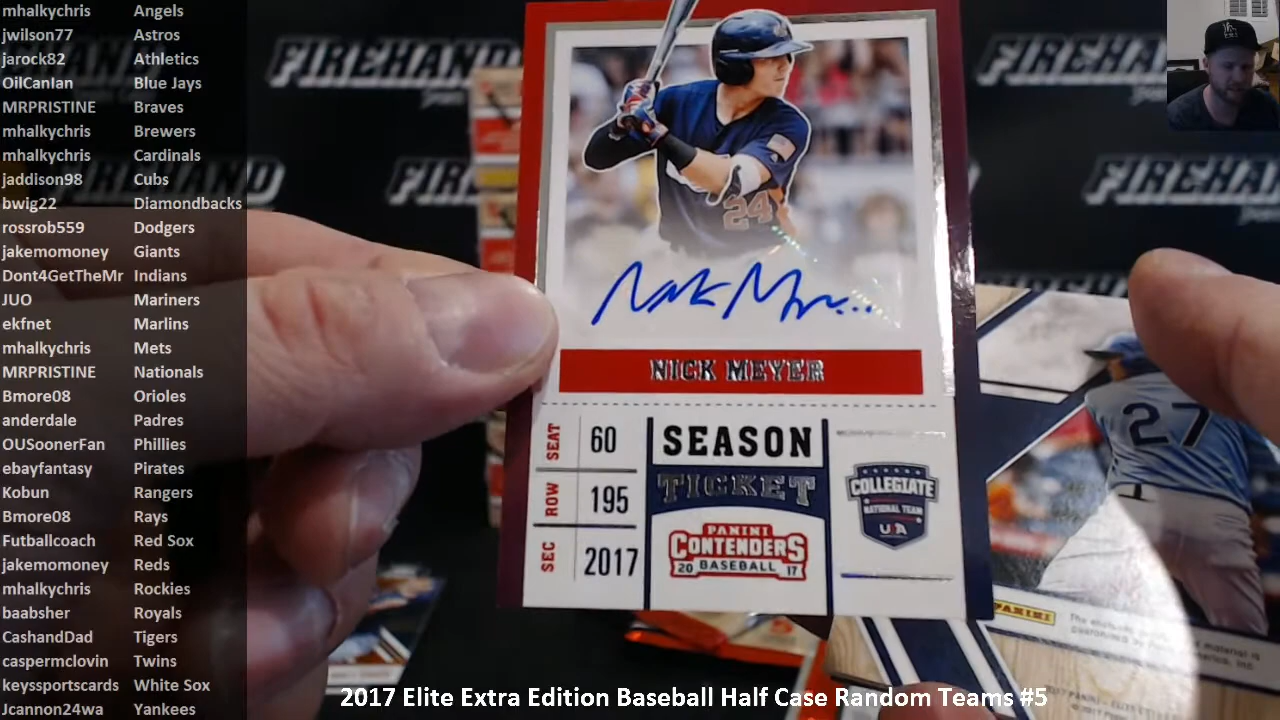 mhalkychris Angels
jwilson77 Astros
jarock82 Athletics
OilCanIan Blue Jays
MRPRISTINE Braves
mhalkychris Brewers
mhalkychris Cardinals
jaddison98 Cubs
bwig22 Diamondbacks
rossrob559 Dodgers
jakemomoney Giants
Dont4GetTheMr Indians
JUO Mariners
ekfnet Marlins
mhalkychris Mets
MRPRISTINE Nationals
Bmore08 Orioles
anderdale Padres
OUSoonerFan Phillies
ebayfantasy Pirates
Kobun Rangers
Bmore08 Rays
Futballcoach Red Sox
jakemomoney Reds
mhalkychris Rockies
baabsher Royals
CashandDad Tigers
caspermclovin Twins
keyssportscards White Sox
Jcannon24wa Yankees
FIREHAND
FIREHAND
FIREHAND
24
NICK MEYER
SEAT 60
ROW 195
SEC 2017
SEASON
TICKET
PANINI
CONTENDERS
20 BASEBALL 17
COLLEGIATE
NATIONAL TEAM
USA
27
PANINI
2017 Elite Extra Edition Baseball Half Case Random Teams #5